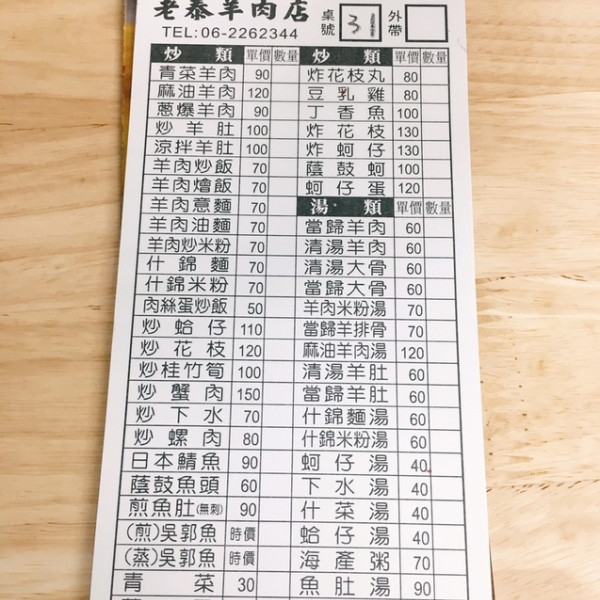 老泰羊肉店
TEL:06-2262344
桌號 31 外帶
炒類 單價 數量
青菜羊肉 90
麻油羊肉 120
蔥爆羊肉 90
炒羊肚 100
涼拌羊肚 100
羊肉炒飯 70
羊肉燴飯 70
羊肉意麵 70
羊肉油麵 70
羊肉炒米粉 70
什錦麵 70
什錦米粉 70
肉絲蛋炒飯 50
炒蛤仔 110
炒花枝 120
炒桂竹筍 100
炒蟹肉 150
炒下水 70
炒螺肉 80
日本鯖魚 90
蔭鼓魚頭 60
煎魚肚(無刺) 90
(煎)吳郭魚 時價
(蒸)吳郭魚 時價
青菜 30
炒類 單價 數量
炸花枝丸 80
豆乳雞 80
丁香魚 100
炸花枝 130
炸蚵仔 130
蔭鼓蚵 100
蚵仔蛋 120
湯類 單價 數量
當歸羊肉 60
清湯羊肉 60
清湯大骨 60
當歸大骨 60
羊肉米粉湯 70
當歸羊排骨 70
麻油羊肉湯 120
清湯羊肚 60
當歸羊肚 60
什錦麵湯 60
什錦米粉湯 60
蚵仔湯 40
下水湯 40
什菜湯 40
蛤仔湯 40
海產粥 70
魚肚湯 90